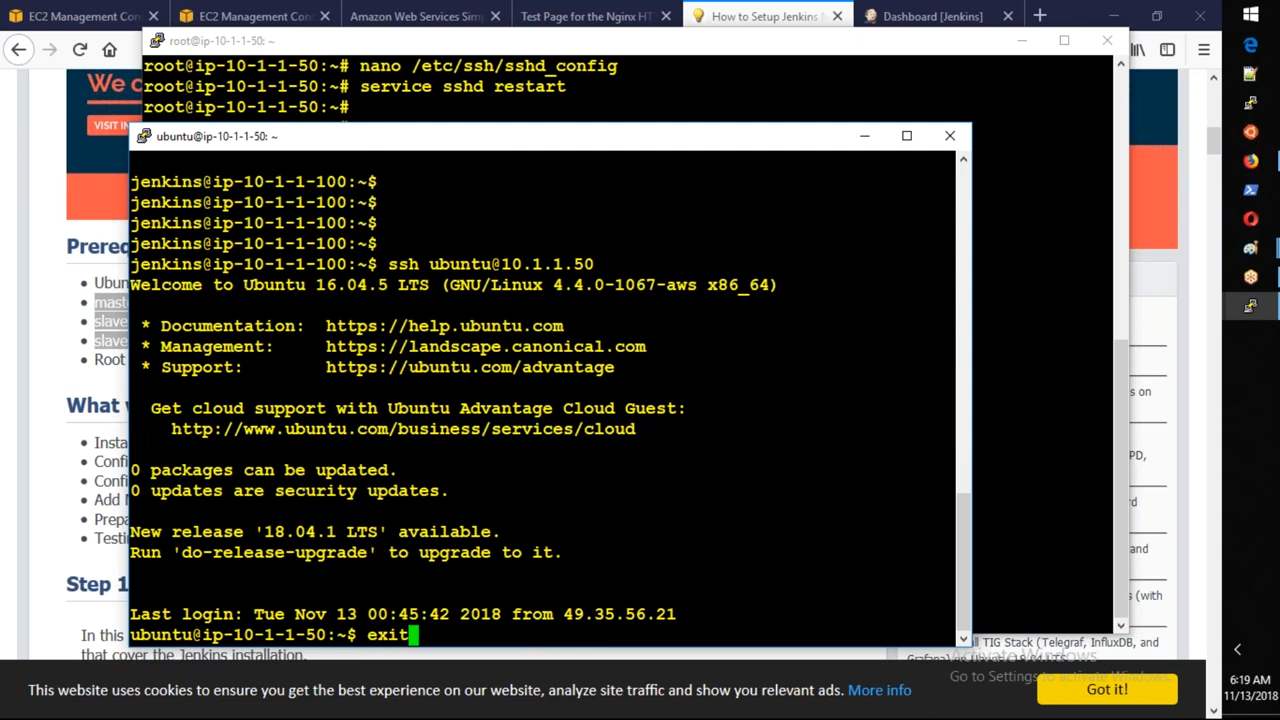 EC2 Management Con
EC2 Management Consol
Amazon Web Services Sim
Test Page for the Nginx HT
How to Setup Jenkins M
Dashboard [Jenkins]
root@ip-10-1-1-50: ~
We c
VISIT IN
root@ip-10-1-1-50:~# nano /etc/ssh/sshd_config
root@ip-10-1-1-50:~# service sshd restart
root@ip-10-1-1-50:~#
ubuntu@ip-10-1-1-50: ~
jenkins@ip-10-1-1-100:~$
jenkins@ip-10-1-1-100:~$
jenkins@ip-10-1-1-100:~$
jenkins@ip-10-1-1-100:~$
jenkins@ip-10-1-1-100:~$ ssh ubuntu@10.1.1.50
Welcome to Ubuntu 16.04.5 LTS (GNU/Linux 4.4.0-1067-aws x86_64)
* Documentation: https://help.ubuntu.com
* Management: https://landscape.canonical.com
* Support: https://ubuntu.com/advantage
Get cloud support with Ubuntu Advantage Cloud Guest:
http://www.ubuntu.com/business/services/cloud
0 packages can be updated.
0 updates are security updates.
New release '18.04.1 LTS' available.
Run 'do-release-upgrade' to upgrade to it.
Last login: Tue Nov 13 00:45:42 2018 from 49.35.56.21
ubuntu@ip-10-1-1-50:~$ exit
Prerec
Ubun
mast
slave
slave
Root
What w
Insta
Confi
Confi
Add N
Prepa
Testin
Step 1
In this
that cover the Jenkins installation.
s on
PD,
rd
and
s (with
ll TIG Stack (Telegraf, InfluxDB, and
Activate Windows
Go to Settings to activate Windows.
This website uses cookies to ensure you get the best experience on our website, analyze site traffic and show you relevant ads. More info
Got it!
6:19 AM
11/13/2018